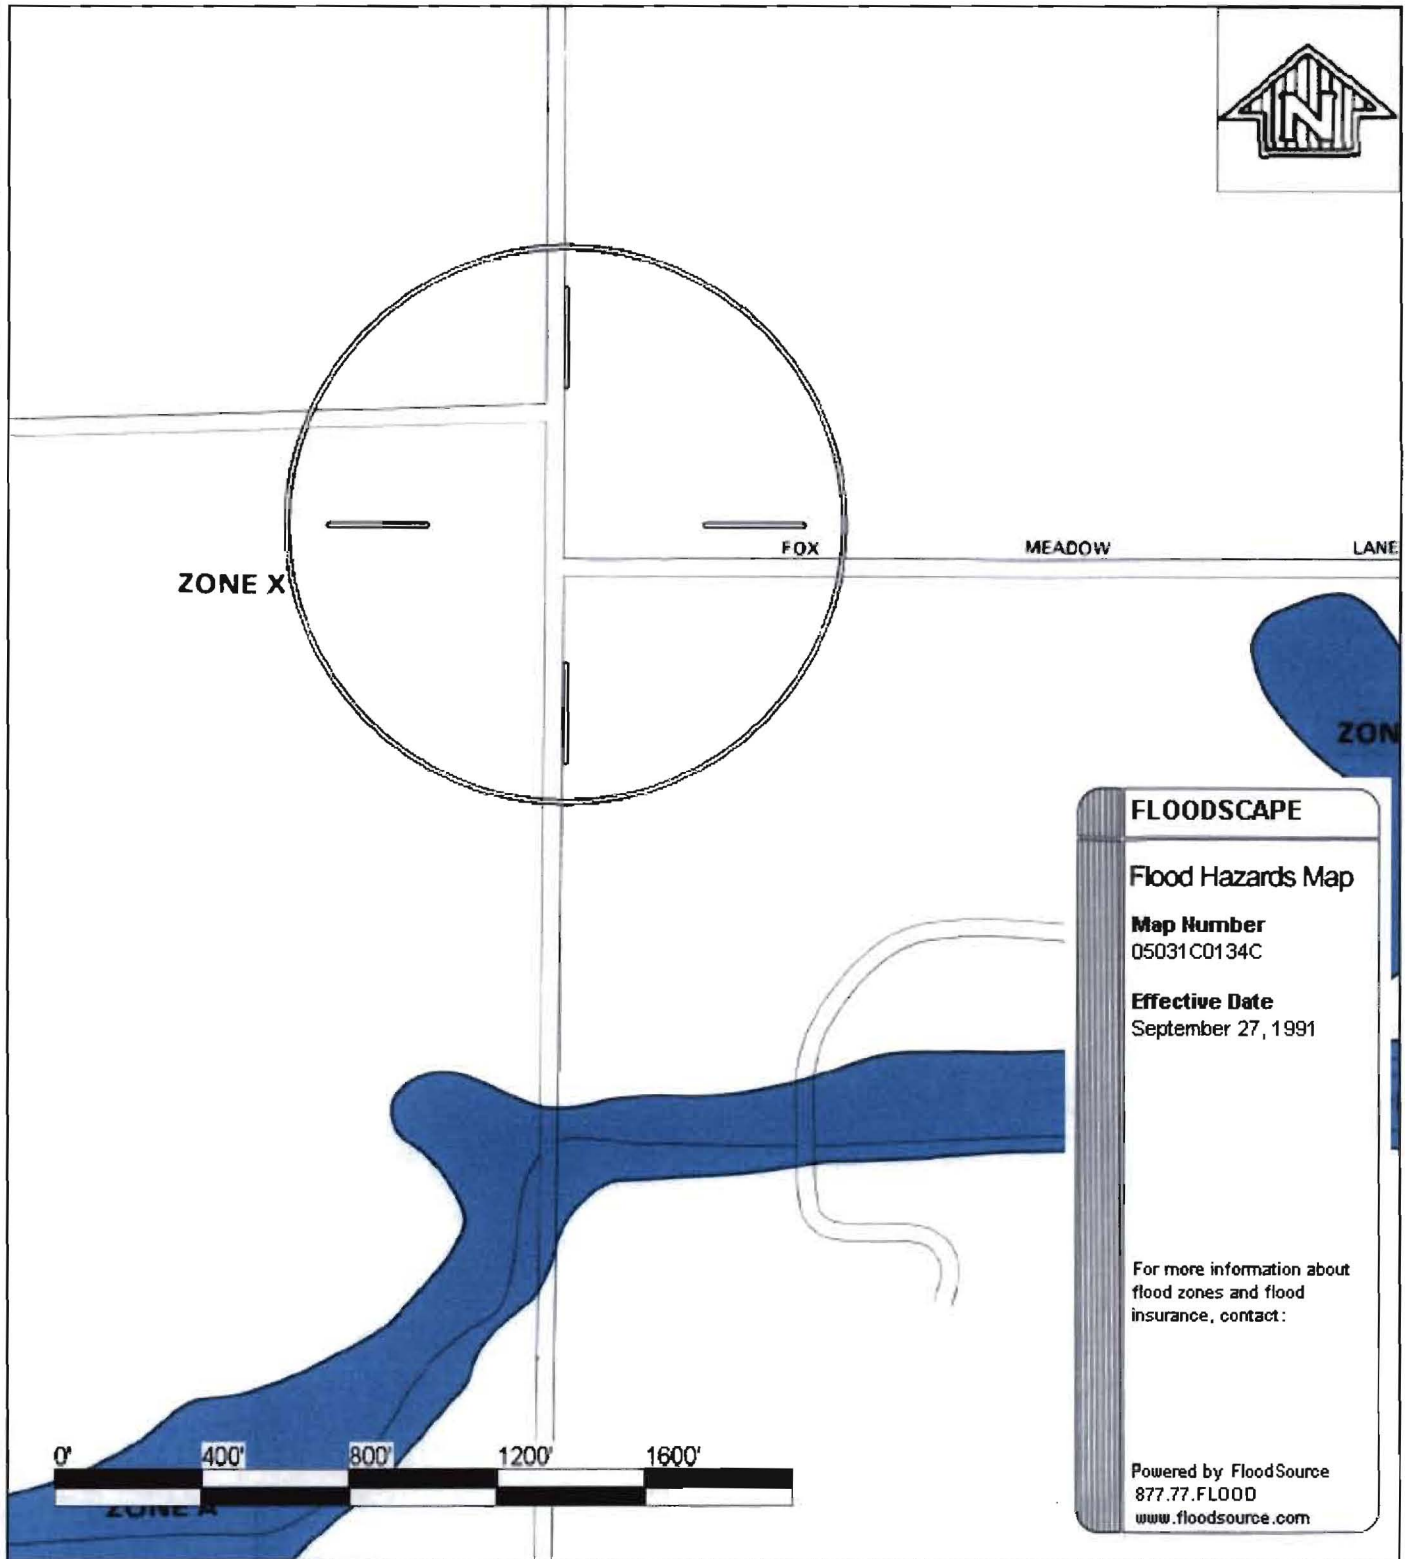 N
FOX MEADOW LANE
ZONE X
ZON
FLOODSCAPE
Flood Hazards Map
Map Number
05031C0134C
Effective Date
September 27, 1991
For more information about
flood zones and flood
insurance, contact:
Powered by FloodSource
877.77.FLOOD
www.floodsource.com
0' 400' 800' 1200' 1600'
ZONE A